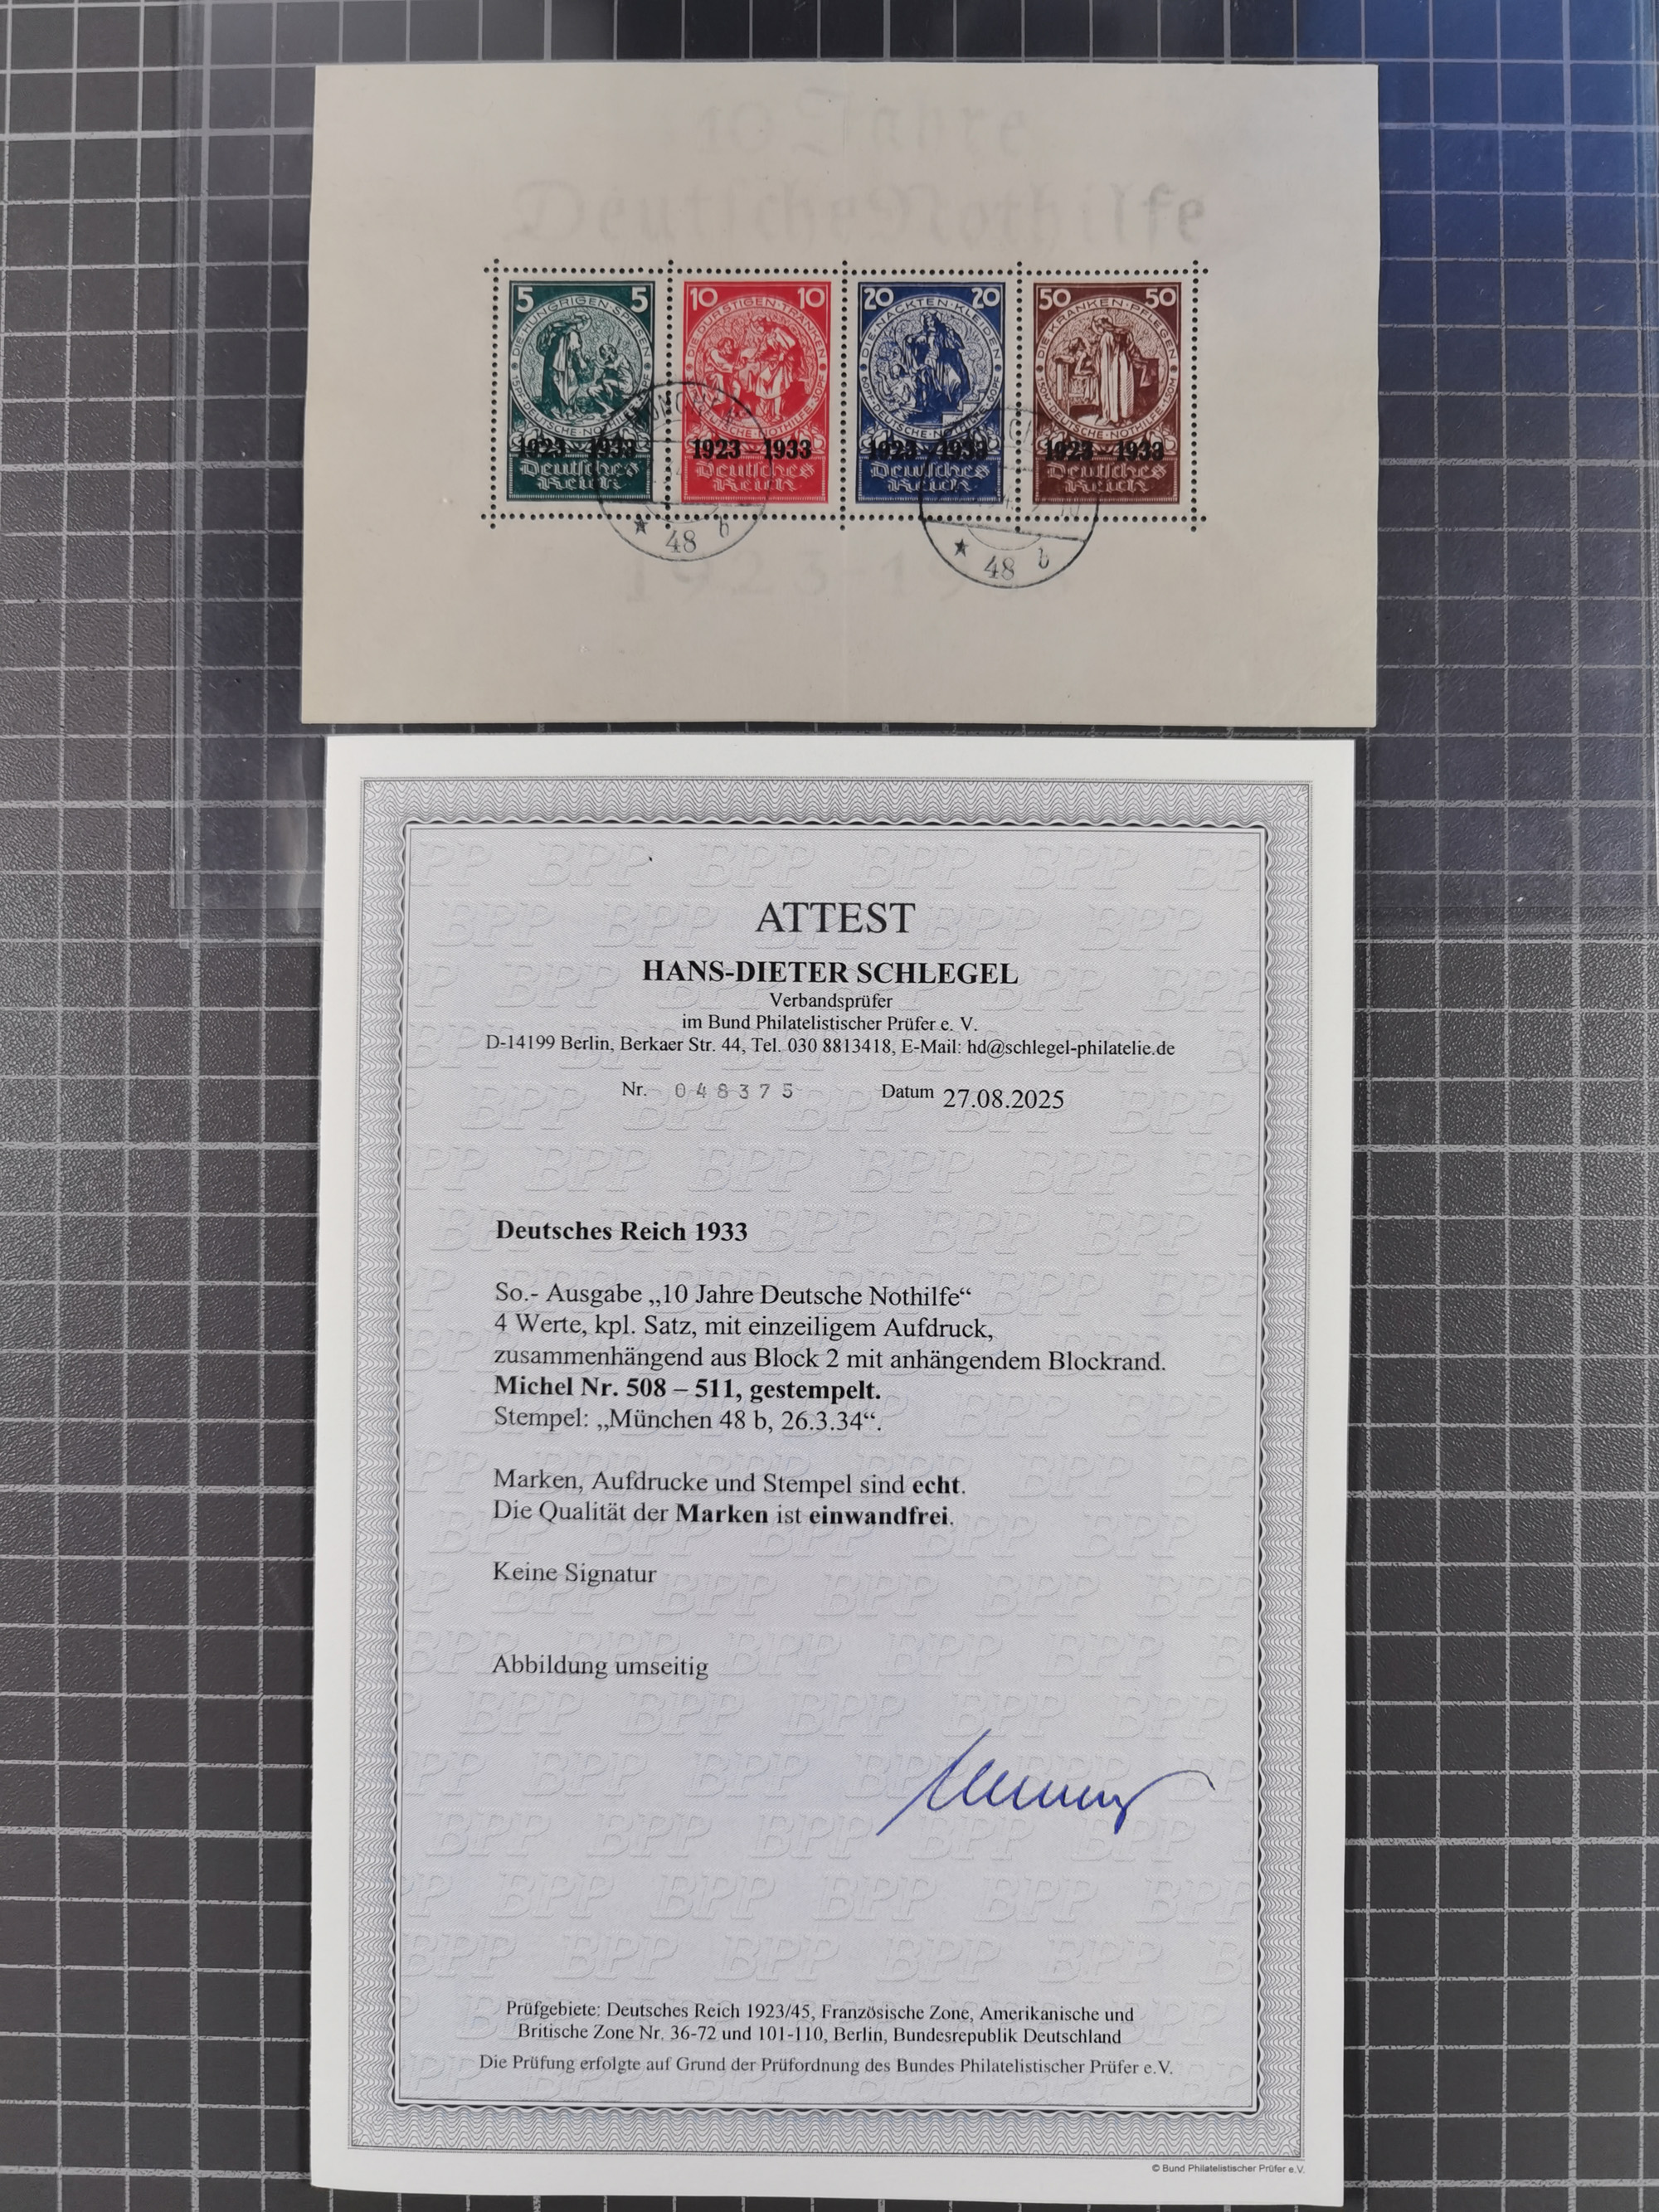 10 Jahre
Deutsche Nothilfe
5 5
DIE·HUNGRIGEN·SPEISEN
1923 - 1933
Deutsches
Reich
10 10
DIE·DURSTIGEN·TRÄNKEN
1923 - 1933
Deutsches
Reich
20 20
DIE·NACKTEN·KLEIDEN
DEUTSCHE·NOTHILFE
1923 - 1933
Deutsches
Reich
50 50
DIE·KRANKEN·PFLEGEN
DEUTSCHE·NOTHILFE
1923 - 1933
Deutsches
Reich
48 b
48 b
1923-1
ATTEST
HANS-DIETER SCHLEGEL
Verbandsprüfer
im Bund Philatelistischer Prüfer e. V.
D-14199 Berlin, Berkaer Str. 44, Tel. 030 8813418, E-Mail: hd@schlegel-philatelie.de
Nr. 048375 Datum 27.08.2025
Deutsches Reich 1933
So.- Ausgabe „10 Jahre Deutsche Nothilfe“
4 Werte, kpl. Satz, mit einzeiligem Aufdruck,
zusammenhängend aus Block 2 mit anhängendem Blockrand.
Michel Nr. 508 – 511, gestempelt.
Stempel: „München 48 b, 26.3.34“.
Marken, Aufdrucke und Stempel sind echt.
Die Qualität der Marken ist einwandfrei.
Keine Signatur
Abbildung umseitig
Prüfgebiete: Deutsches Reich 1923/45, Französische Zone, Amerikanische und
Britische Zone Nr. 36-72 und 101-110, Berlin, Bundesrepublik Deutschland
Die Prüfung erfolgte auf Grund der Prüfordnung des Bundes Philatelistischer Prüfer e.V.
© Bund Philatelistischer Prüfer e.V.